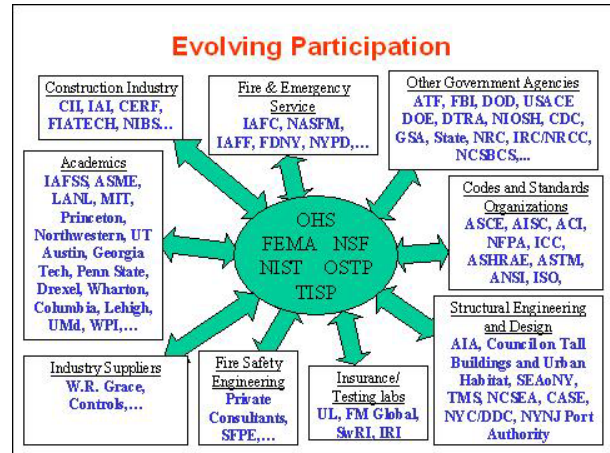 Evolving Participation
Construction Industry
CII, IAI, CERF,
FIATECH, NIBS...
Fire & Emergency
Service
IAFC, NASFM,
IAFF, FDNY, NYPD,...
Other Government Agencies
ATF, FBI, DOD, USACE
DOE, DTRA, NIOSH, CDC,
GSA, State, NRC, IRC/NRCC,
NCSBCS,...
Academics
IAFSS, ASME,
LANL, MIT,
Princeton,
Northwestern, UT
Austin, Georgia
Tech, Penn State,
Drexel, Wharton,
Columbia, Lehigh,
UMd, WPI,...
OHS
FEMA NSF
NIST OSTP
TISP
Codes and Standards
Organizations
ASCE, AISC, ACI,
NFPA, ICC,
ASHRAE, ASTM,
ANSI, ISO,
Structural Engineering
and Design
AIA, Council on Tall
Buildings and Urban
Habitat, SEAoNY,
TMS, NCSEA, CASE,
NYC/DDC, NYNJ Port
Authority
Industry Suppliers
W.R. Grace,
Controls,...
Fire Safety
Engineering
Private
Consultants,
SFPE,...
Insurance/
Testing labs
UL, FM Global,
SwRI, IRI